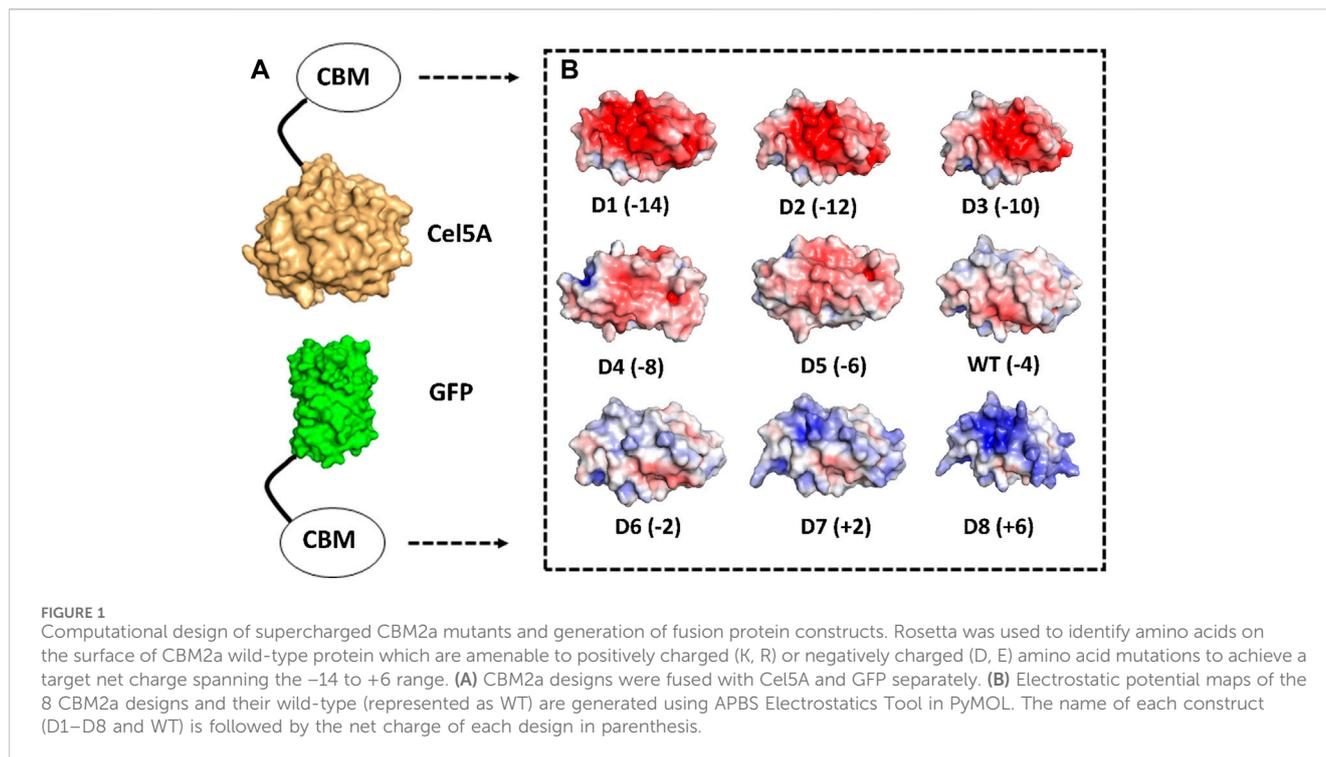 A
CBM
Cel5A
GFP
CBM
B
D1 (-14)
D2 (-12)
D3 (-10)
D4 (-8)
D5 (-6)
WT (-4)
D6 (-2)
D7 (+2)
D8 (+6)
FIGURE 1
Computational design of supercharged CBM2a mutants and generation of fusion protein constructs. Rosetta was used to identify amino acids on
the surface of CBM2a wild-type protein which are amenable to positively charged (K, R) or negatively charged (D, E) amino acid mutations to achieve a
target net charge spanning the −14 to +6 range. (A) CBM2a designs were fused with Cel5A and GFP separately. (B) Electrostatic potential maps of the
8 CBM2a designs and their wild-type (represented as WT) are generated using APBS Electrostatics Tool in PyMOL. The name of each construct
(D1–D8 and WT) is followed by the net charge of each design in parenthesis.